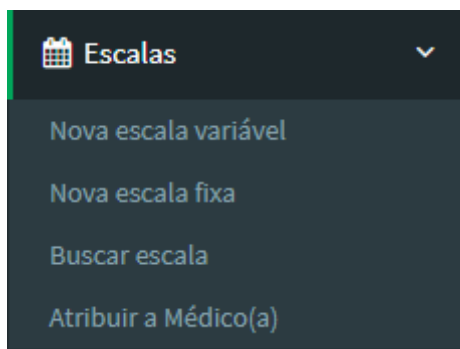 Escalas
Nova escala variável
Nova escala fixa
Buscar escala
Atribuir a Médico(a)